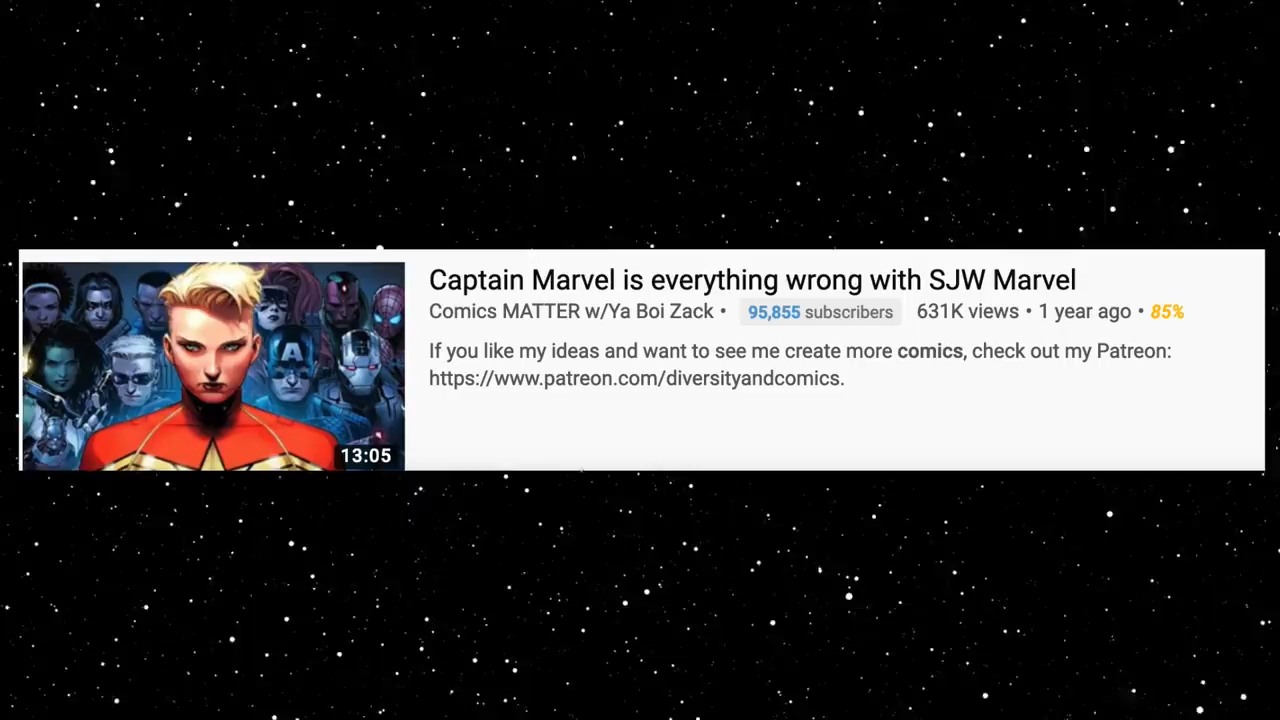 Captain Marvel is everything wrong with SJW Marvel
Comics MATTER w/Ya Boi Zack • 95,855 subscribers 631K views • 1 year ago • 85%
If you like my ideas and want to see me create more comics, check out my Patreon:
https://www.patreon.com/diversityandcomics.
A
13:05